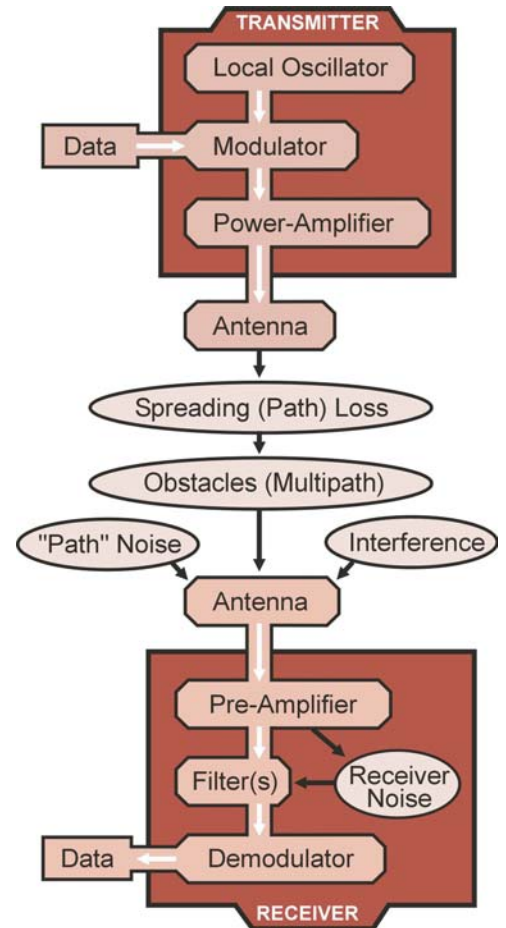 TRANSMITTER
Local Oscillator
Data
Modulator
Power-Amplifier
Antenna
Spreading (Path) Loss
Obstacles (Multipath)
"Path" Noise
Interference
Antenna
Pre-Amplifier
Filter(s)
Receiver
Noise
Data
Demodulator
RECEIVER